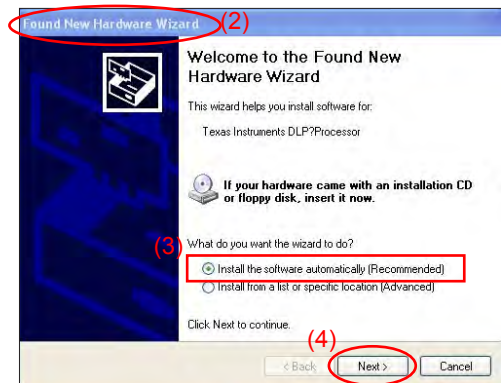 Found New Hardware Wizard (2)
Welcome to the Found New
Hardware Wizard
This wizard helps you install software for:
Texas Instruments DLP?Processor
If your hardware came with an installation CD
or floppy disk, insert it now.
(3)
What do you want the wizard to do?
Install the software automatically (Recommended)
Install from a list or specific location (Advanced)
Click Next to continue.
(4)
< Back Next > Cancel